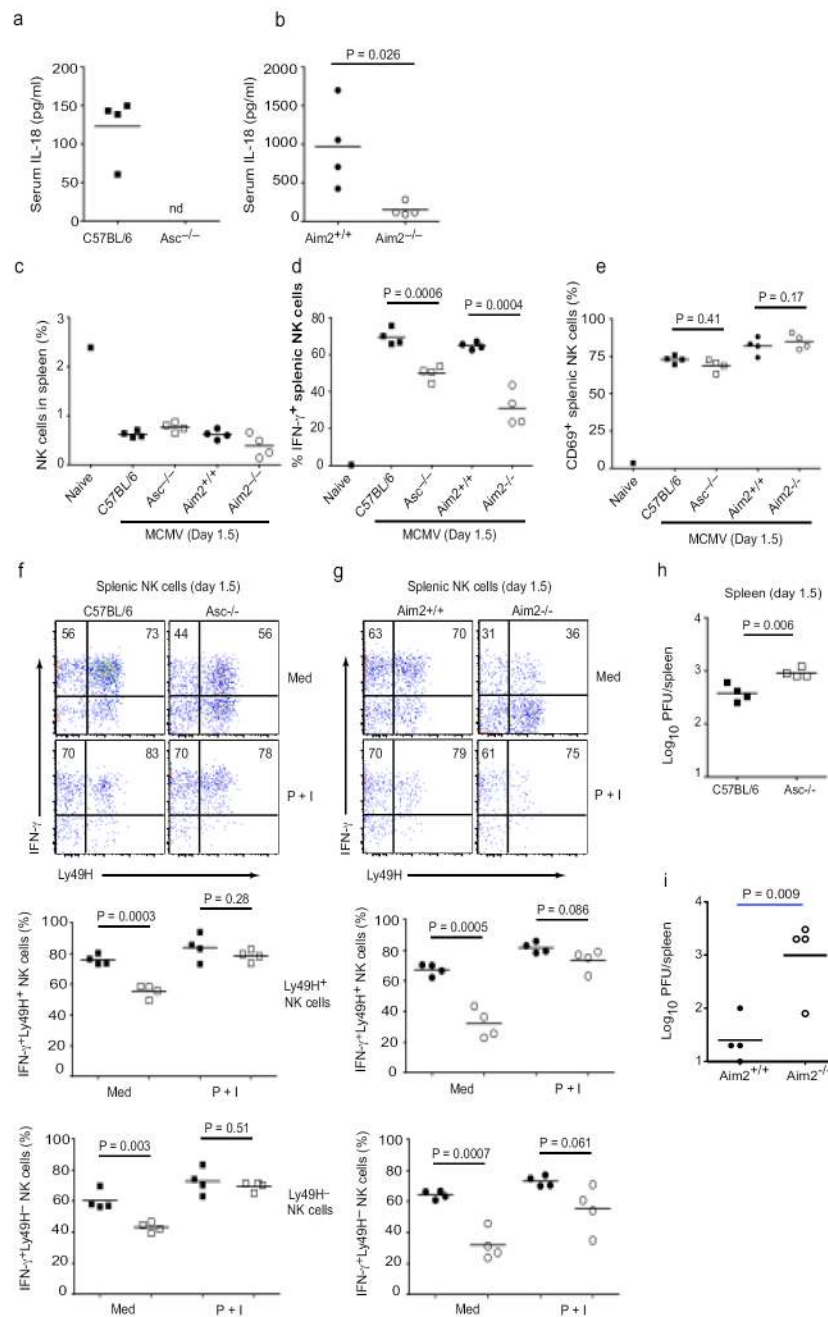 a
Serum IL-18 (pg/ml)
200
150
100
50
0
nd
C57BL/6 Asc–/–
b
P = 0.026
Serum IL-18 (pg/ml)
2000
1500
1000
500
0
Aim2+/+ Aim2–/–
c
NK cells in spleen (%)
3
2
1
0
Naive C57BL/6 Asc–/– Aim2+/+ Aim2–/–
MCMV (Day 1.5)
d
P = 0.0006 P = 0.0004
% IFN-γ+ splenic NK cells
80
60
40
20
0
Naive C57BL/6 Asc–/– Aim2+/+ Aim2-/-
MCMV (Day 1.5)
e
P = 0.41 P = 0.17
CD69+ splenic NK cells (%)
100
75
50
25
0
Naive C57BL/6 Asc–/– Aim2+/+ Aim2-/-
MCMV (Day 1.5)
f
Splenic NK cells (day 1.5)
C57BL/6 Asc-/-
56 73 44 56
Med
70 83 70 78
P + I
IFN-γ
Ly49H
P = 0.0003 P = 0.28
IFN-γ+Ly49H+ NK cells (%)
100
80
60
40
20
0
Med P + I
Ly49H+
NK cells
P = 0.003 P = 0.51
IFN-γ+Ly49H– NK cells (%)
100
80
60
40
20
0
Med P + I
Ly49H–
NK cells
g
Splenic NK cells (day 1.5)
Aim2+/+ Aim2-/-
63 70 31 36
Med
70 79 61 75
P + I
IFN-γ
Ly49H
P = 0.0005 P = 0.086
IFN-γ+Ly49H+ NK cells (%)
100
80
60
40
20
0
Med P + I
P = 0.0007 P = 0.061
IFN-γ+Ly49H– NK cells (%)
100
80
60
40
20
0
Med P + I
h
Spleen (day 1.5)
P = 0.006
Log10 PFU/spleen
4
3
2
1
C57BL/6 Asc-/-
i
P = 0.009
Log10 PFU/spleen
4
3
2
1
Aim2+/+ Aim2–/–